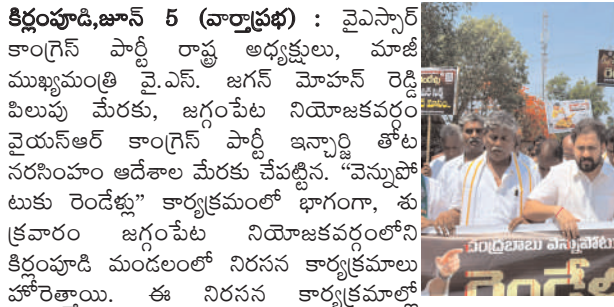 కిర్లంపూడి,జూన్ 5 (వార్తాప్రభ) : వైఎస్సార్
కాంగ్రెస్ పార్టీ రాష్ట్ర అధ్యక్షులు, మాజీ
ముఖ్యమంత్రి వై.ఎస్. జగన్ మోహన్ రెడ్డి
పిలుపు మేరకు, జగ్గంపేట నియోజకవర్గం
వైయస్ఆర్ కాంగ్రెస్ పార్టీ ఇన్చార్జి తోట
నరసింహం ఆదేశాల మేరకు చేపట్టిన. “వెన్నుపో
టుకు రెండేళ్లు” కార్యక్రమంలో భాగంగా, శు
క్రవారం జగ్గంపేట నియోజకవర్గంలోని
కిర్లంపూడి మండలంలో నిరసన కార్యక్రమాలు
హోరెత్తాయి. ఈ నిరసన కార్యక్రమాల్లో
చంద్రబాబు వెన్నుపోటు
రెండే